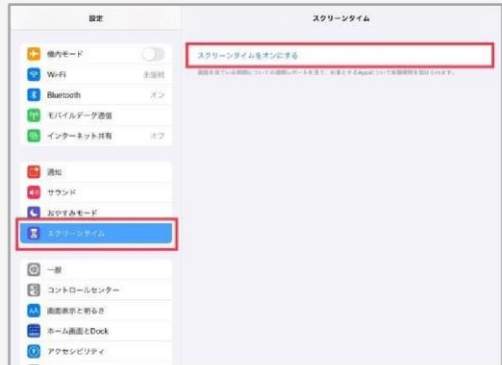 設定
機内モード
Wi-Fi 未接続
Bluetooth オン
モバイルデータ通信
インターネット共有 オフ
通知
サウンド
おやすみモード
スクリーンタイム
一般
コントロールセンター
画面表示と明るさ
ホーム画面とDock
アクセシビリティ
スクリーンタイム
スクリーンタイムをオンにする